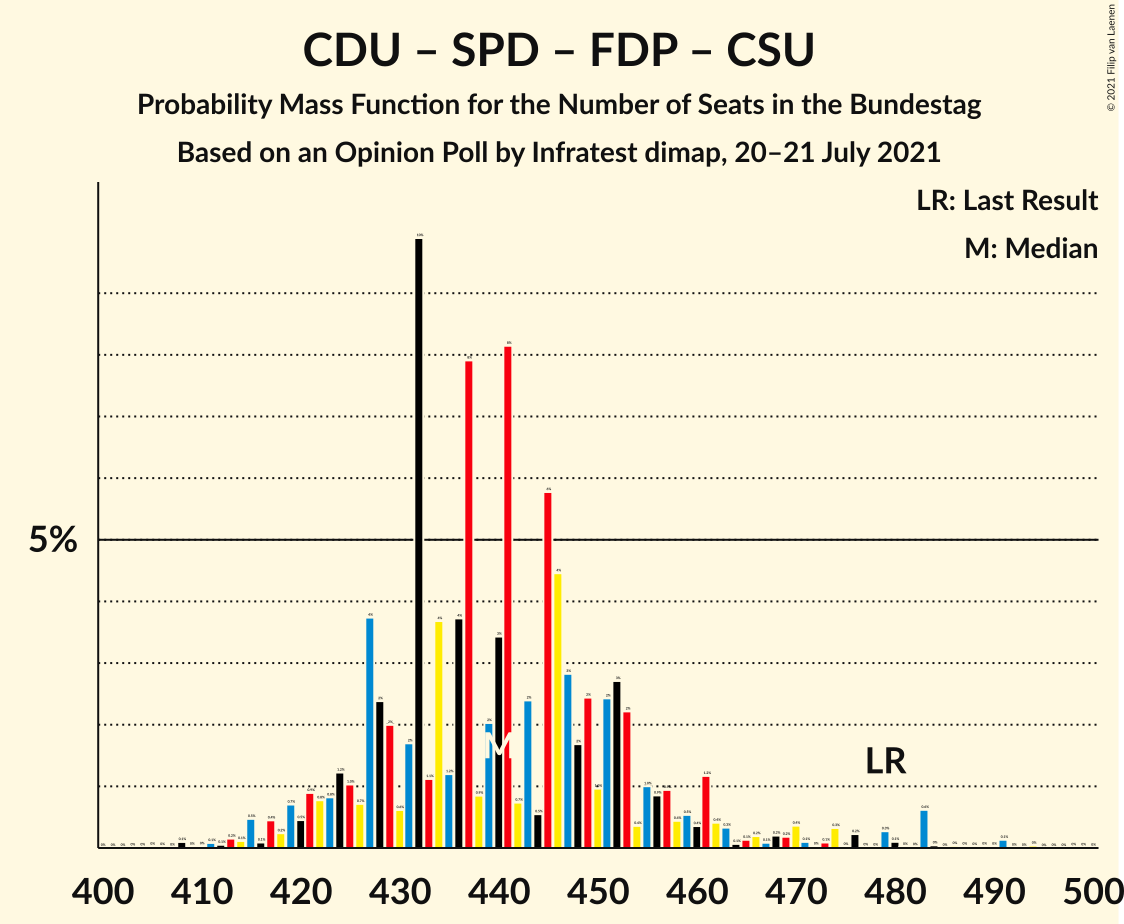 CDU – SPD – FDP – CSU
Probability Mass Function for the Number of Seats in the Bundestag
Based on an Opinion Poll by Infratest dimap, 20–21 July 2021
© 2021 Filip van Laenen
LR: Last Result
M: Median
5%
M
LR
400 410 420 430 440 450 460 470 480 490 500